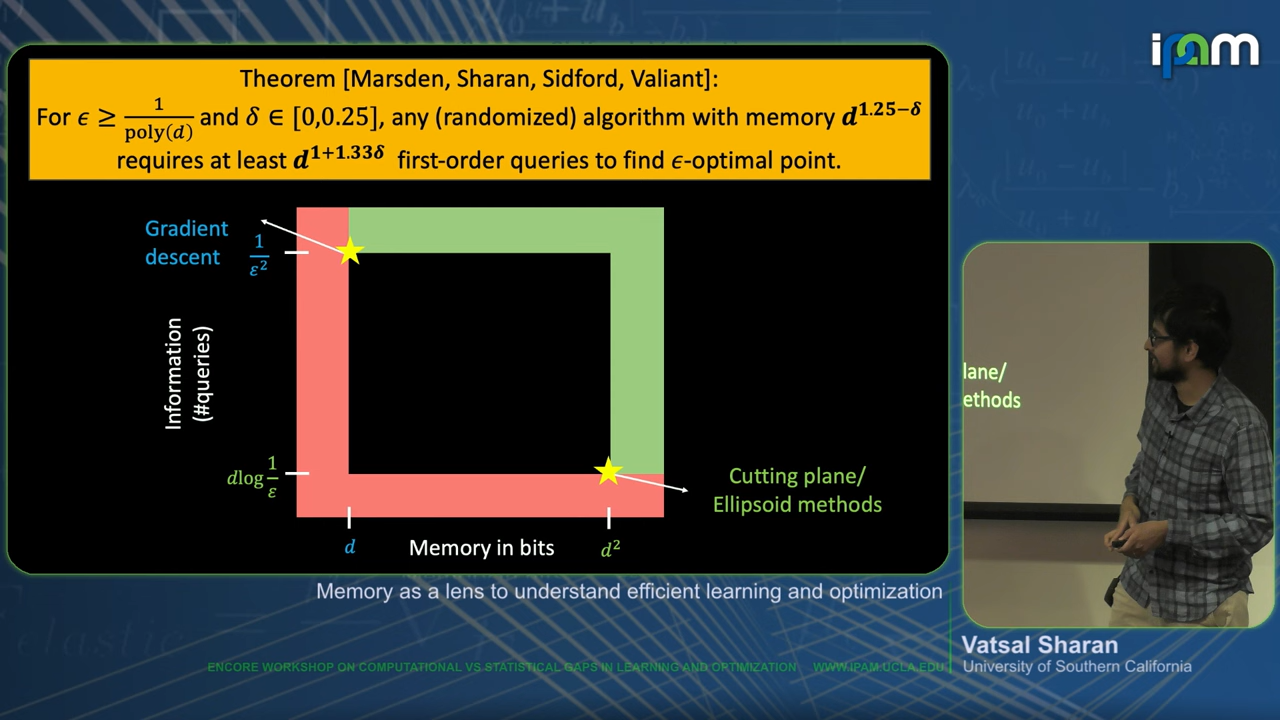 ipam
Theorem [Marsden, Sharan, Sidford, Valiant]:
For ϵ ≥ 1/poly(d) and δ ∈ [0,0.25], any (randomized) algorithm with memory d^{1.25−δ}
requires at least d^{1+1.33δ} first-order queries to find ϵ-optimal point.
Gradient
descent
1/ε²
Information
(#queries)
dlog 1/ε
Cutting plane/
Ellipsoid methods
d
Memory in bits
d²
lane/
ethods
Memory as a lens to understand efficient learning and optimization
Vatsal Sharan
University of Southern California
ENCORE WORKSHOP ON COMPUTATIONAL VS STATISTICAL GAPS IN LEARNING AND OPTIMIZATION WWW.IPAM.UCLA.EDU
elastic